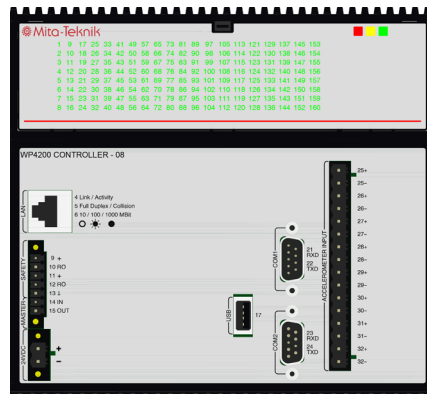 Mita-Teknik
1 9 17 25 33 41 49 57 65 73 81 89 97 105 113 121 129 137 145 153
2 10 18 26 34 42 50 58 66 74 82 90 98 106 114 122 130 138 146 154
3 11 19 27 35 43 51 59 67 75 83 91 99 107 115 123 131 139 147 155
4 12 20 28 36 44 52 60 68 76 84 92 100 108 116 124 132 140 148 156
5 13 21 29 37 45 53 61 69 77 85 93 101 109 117 125 133 141 149 157
6 14 22 30 38 46 54 62 70 78 86 94 102 110 118 126 134 142 150 158
7 15 23 31 39 47 55 63 71 79 87 95 103 111 119 127 135 143 151 159
8 16 24 32 40 48 56 64 72 80 88 96 104 112 120 128 136 144 152 160
WP4200 CONTROLLER - 08
LAN
4 Link / Activity
5 Full Duplex / Collision
6 10 / 100 / 1000 MBit
SAFETY
9 +
10 RO
11 +
12 RO
13 ↓
MASTER
14 IN
15 OUT
24VDC
+
−
USB
17
COM1
21
RXD
22
TXD
COM2
23
RXD
24
TXD
ACCELEROMETER INPUT
25+
25-
26+
26-
27+
27-
28+
28-
29+
29-
30+
30-
31+
31-
32+
32-